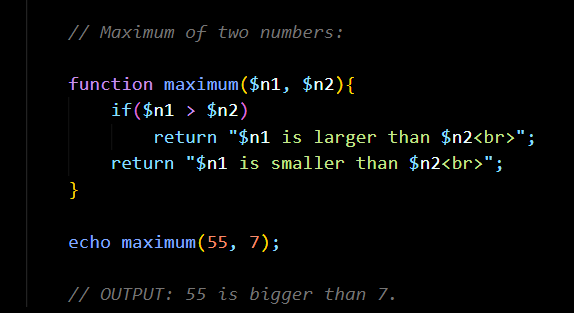 // Maximum of two numbers:
function maximum($n1, $n2){
if($n1 > $n2)
return "$n1 is larger than $n2<br>";
return "$n1 is smaller than $n2<br>";
}
echo maximum(55, 7);
// OUTPUT: 55 is bigger than 7.